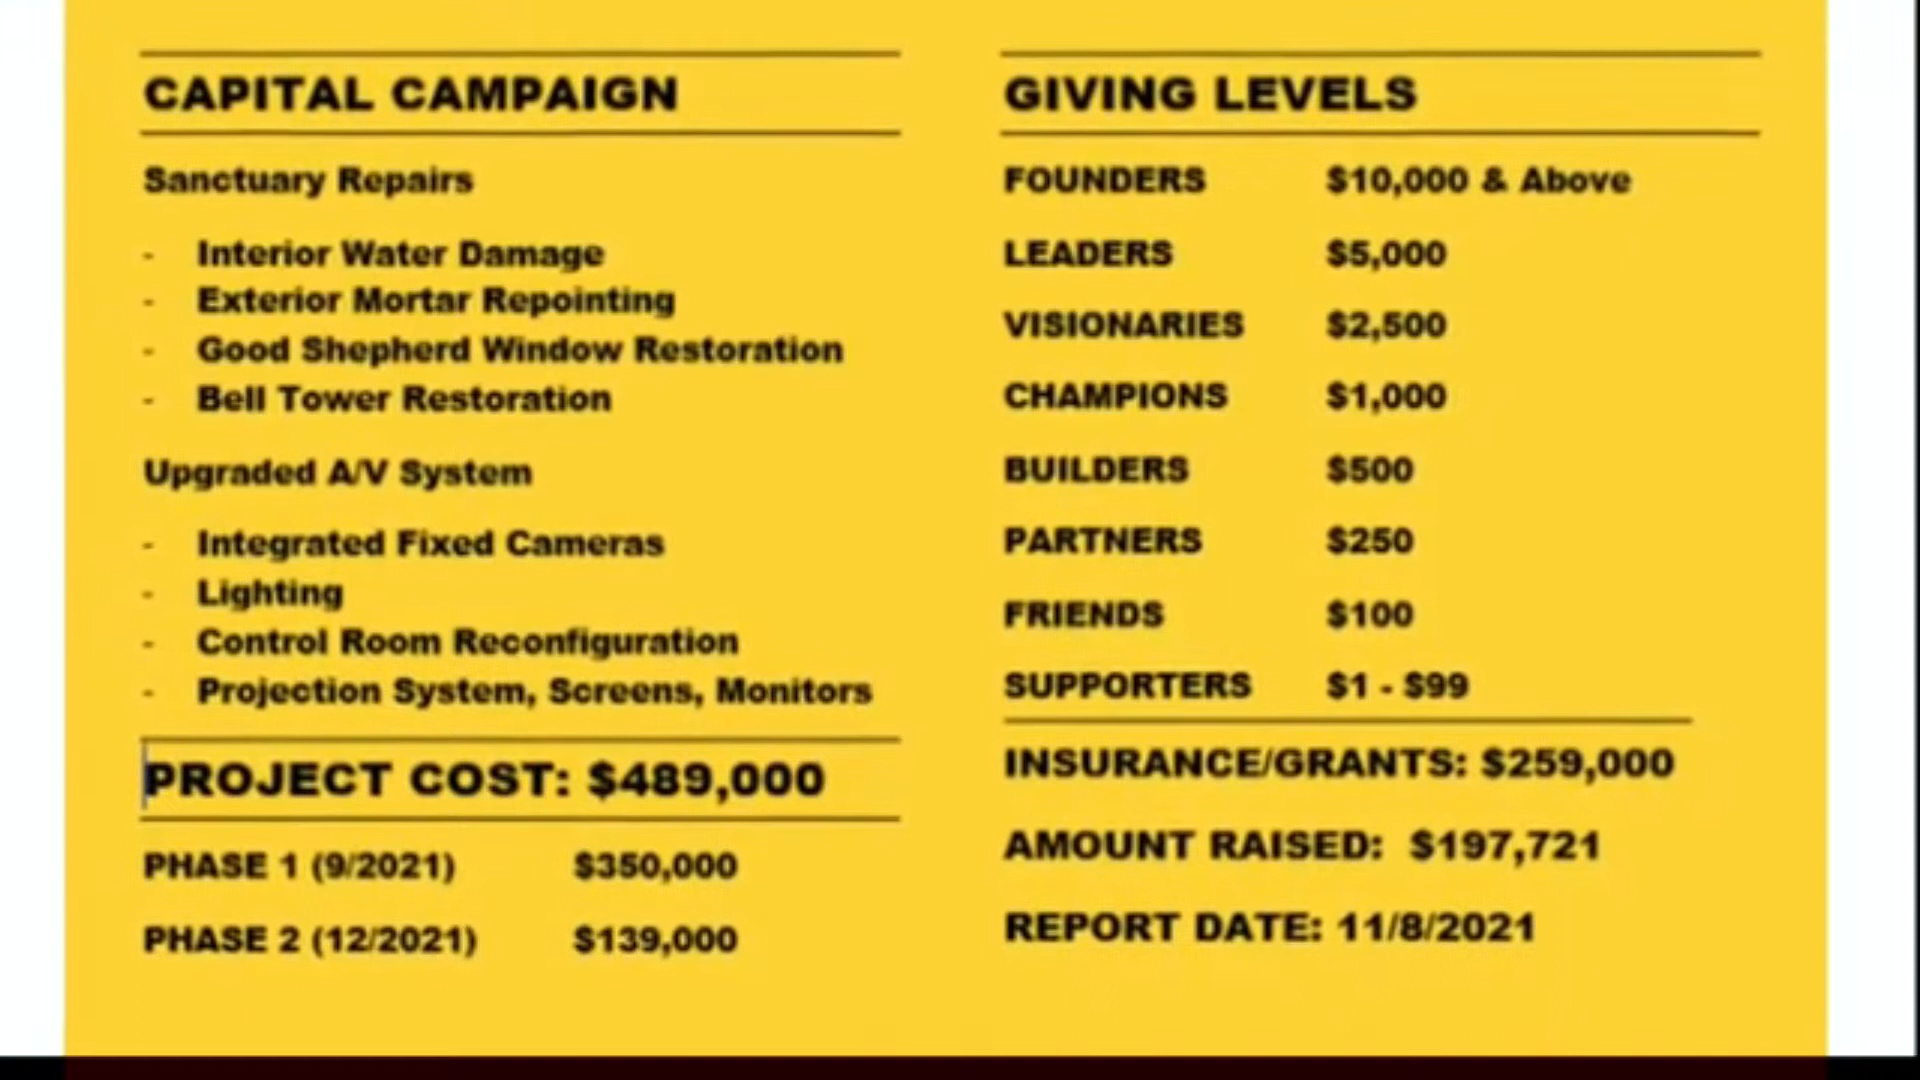 CAPITAL CAMPAIGN
Sanctuary Repairs
- Interior Water Damage
- Exterior Mortar Repointing
- Good Shepherd Window Restoration
- Bell Tower Restoration
Upgraded A/V System
- Integrated Fixed Cameras
- Lighting
- Control Room Reconfiguration
- Projection System, Screens, Monitors
PROJECT COST: $489,000
PHASE 1 (9/2021) $350,000
PHASE 2 (12/2021) $139,000
GIVING LEVELS
FOUNDERS $10,000 & Above
LEADERS $5,000
VISIONARIES $2,500
CHAMPIONS $1,000
BUILDERS $500
PARTNERS $250
FRIENDS $100
SUPPORTERS $1 - $99
INSURANCE/GRANTS: $259,000
AMOUNT RAISED: $197,721
REPORT DATE: 11/8/2021